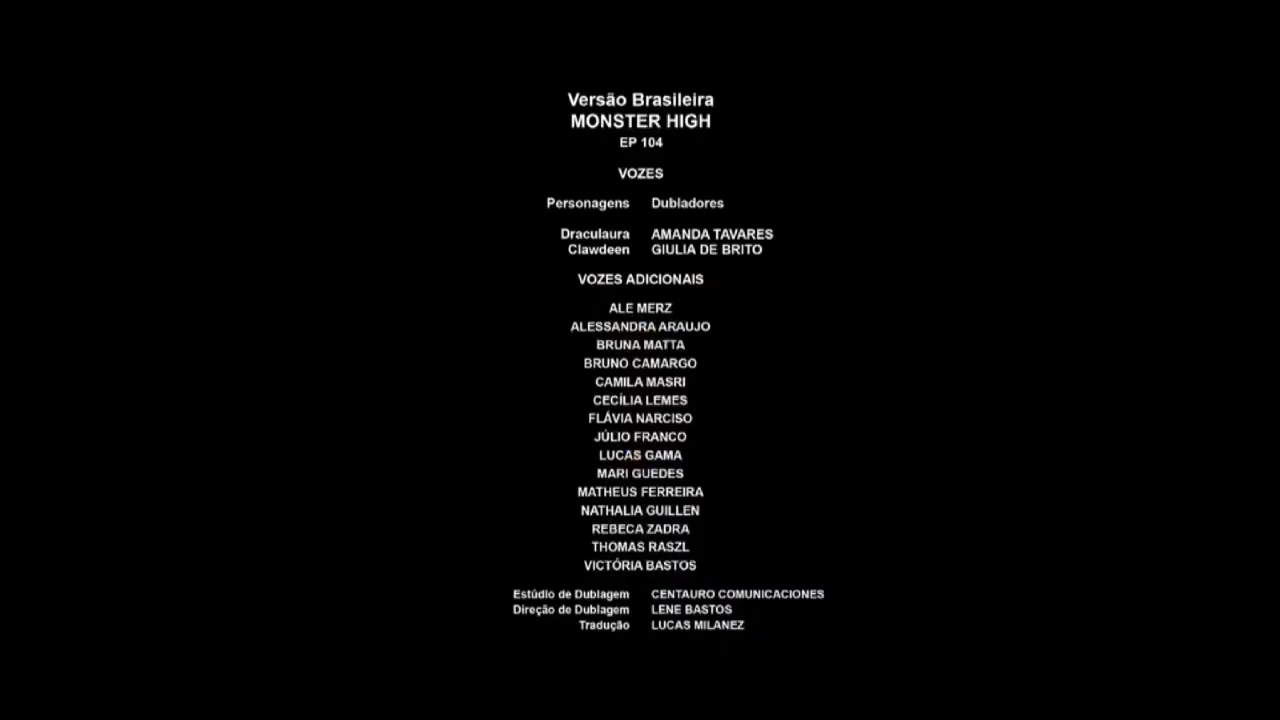 Versão Brasileira
MONSTER HIGH
EP 104
VOZES
Personagens Dubladores
Draculaura AMANDA TAVARES
Clawdeen GIULIA DE BRITO
VOZES ADICIONAIS
ALE MERZ
ALESSANDRA ARAUJO
BRUNA MATTA
BRUNO CAMARGO
CAMILA MASRI
CECÍLIA LEMES
FLÁVIA NARCISO
JÚLIO FRANCO
LUCAS GAMA
MARI GUEDES
MATHEUS FERREIRA
NATHALIA GUILLEN
REBECA ZADRA
THOMAS RASZL
VICTÓRIA BASTOS
Estúdio de Dublagem CENTAURO COMUNICACIONES
Direção de Dublagem LENE BASTOS
Tradução LUCAS MILANEZ